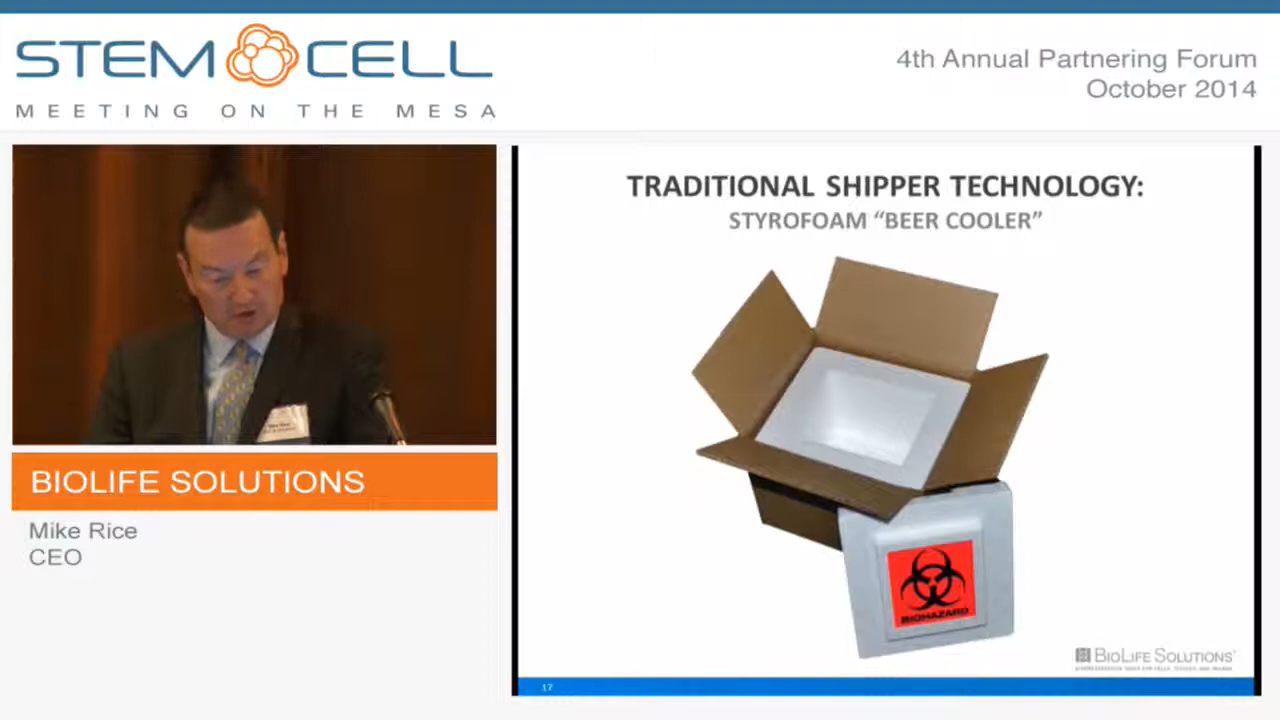 STEM CELL
MEETING ON THE MESA
4th Annual Partnering Forum
October 2014
BIOLIFE SOLUTIONS
Mike Rice
CEO
TRADITIONAL SHIPPER TECHNOLOGY:
STYROFOAM “BEER COOLER”
BIOHAZARD
BIOLIFE SOLUTIONS
17